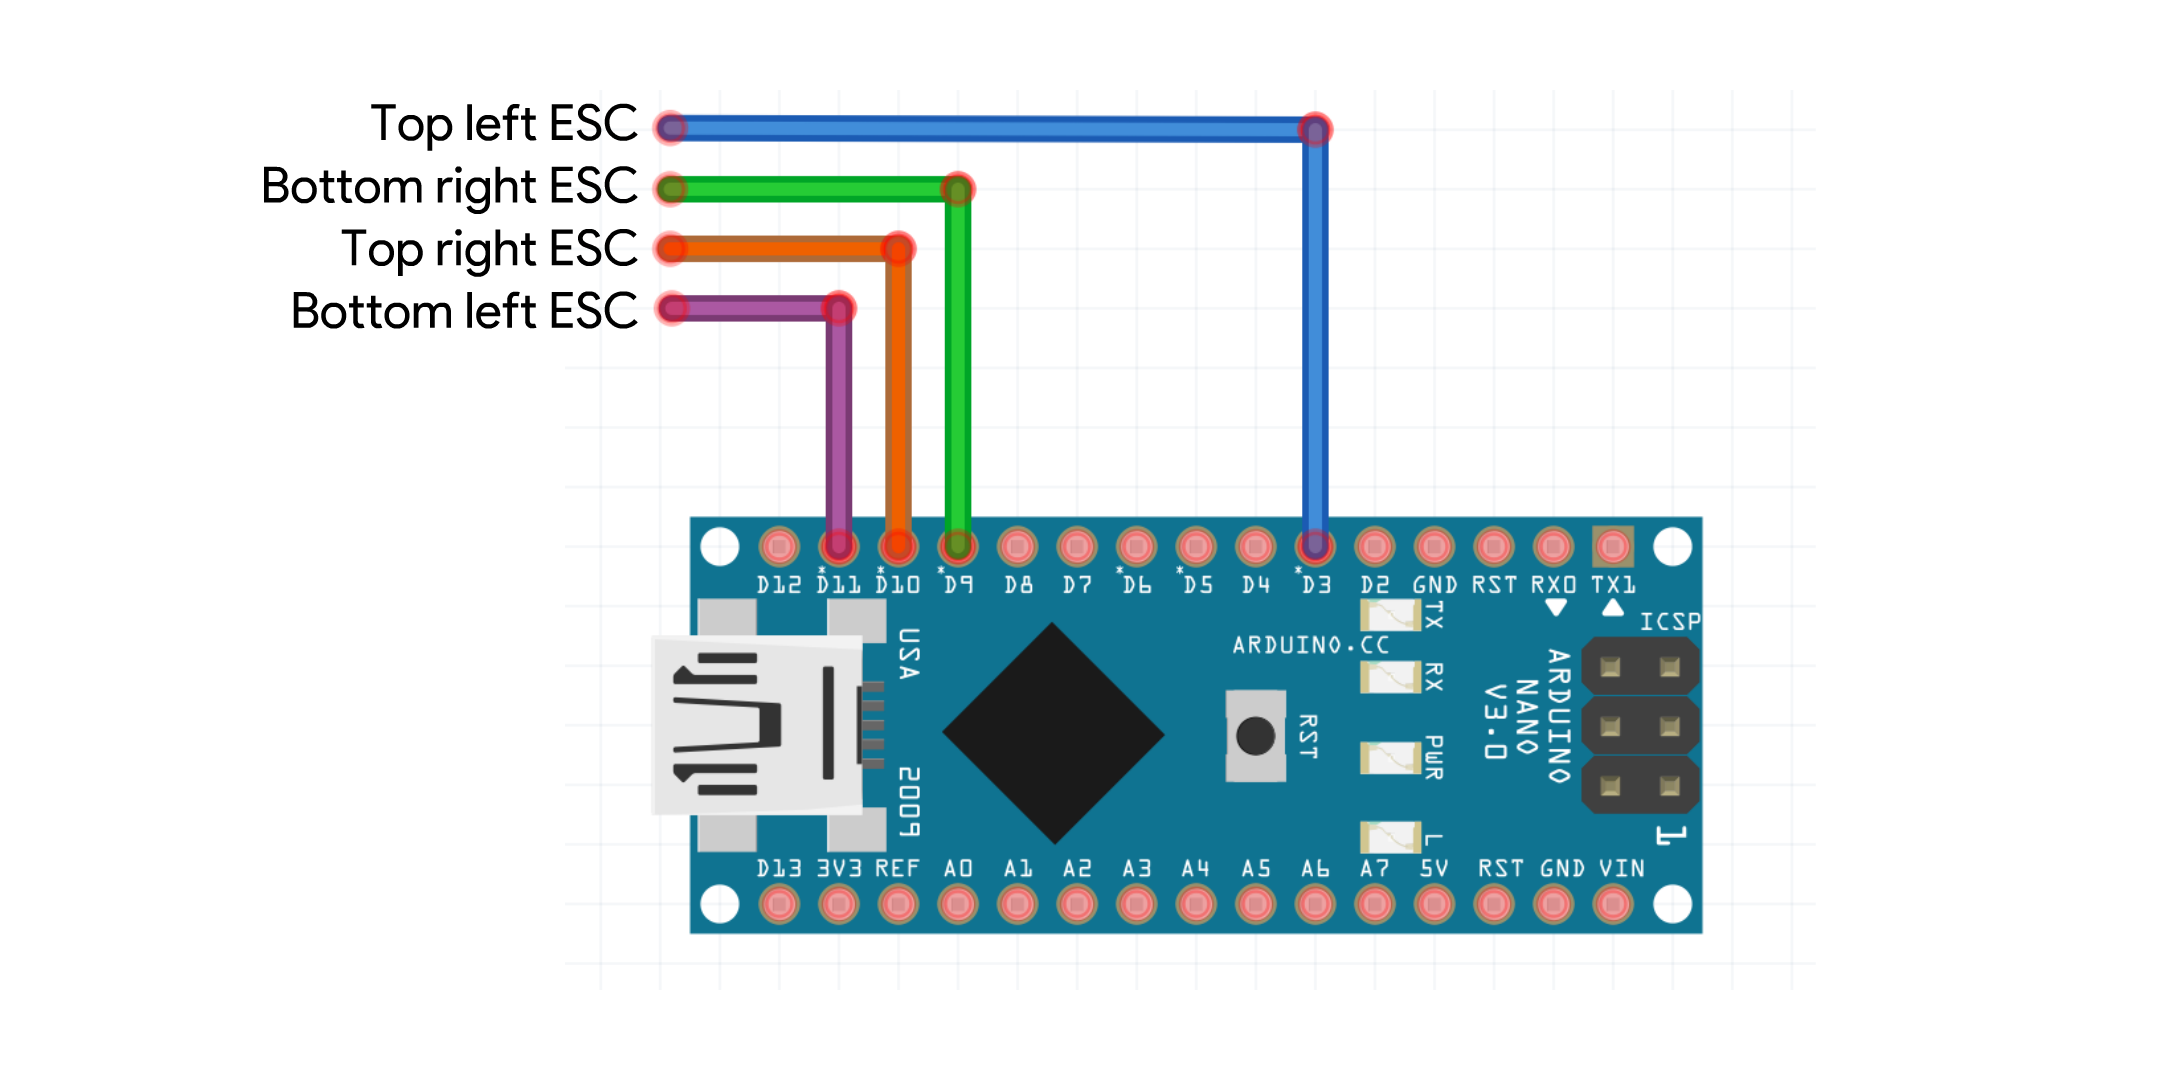 Top left ESC
Bottom right ESC
Top right ESC
Bottom left ESC
D12 *D11 *D10 *D9 D8 D7 *D6 *D5 D4 *D3 D2 GND RST RX0 TX1
ICSP
USA
2009
ARDUINO.CC
RST
TX
RX
PWR
L
ARDUINO
NANO
V3.0
1
D13 3V3 REF A0 A1 A2 A3 A4 A5 A6 A7 5V RST GND VIN